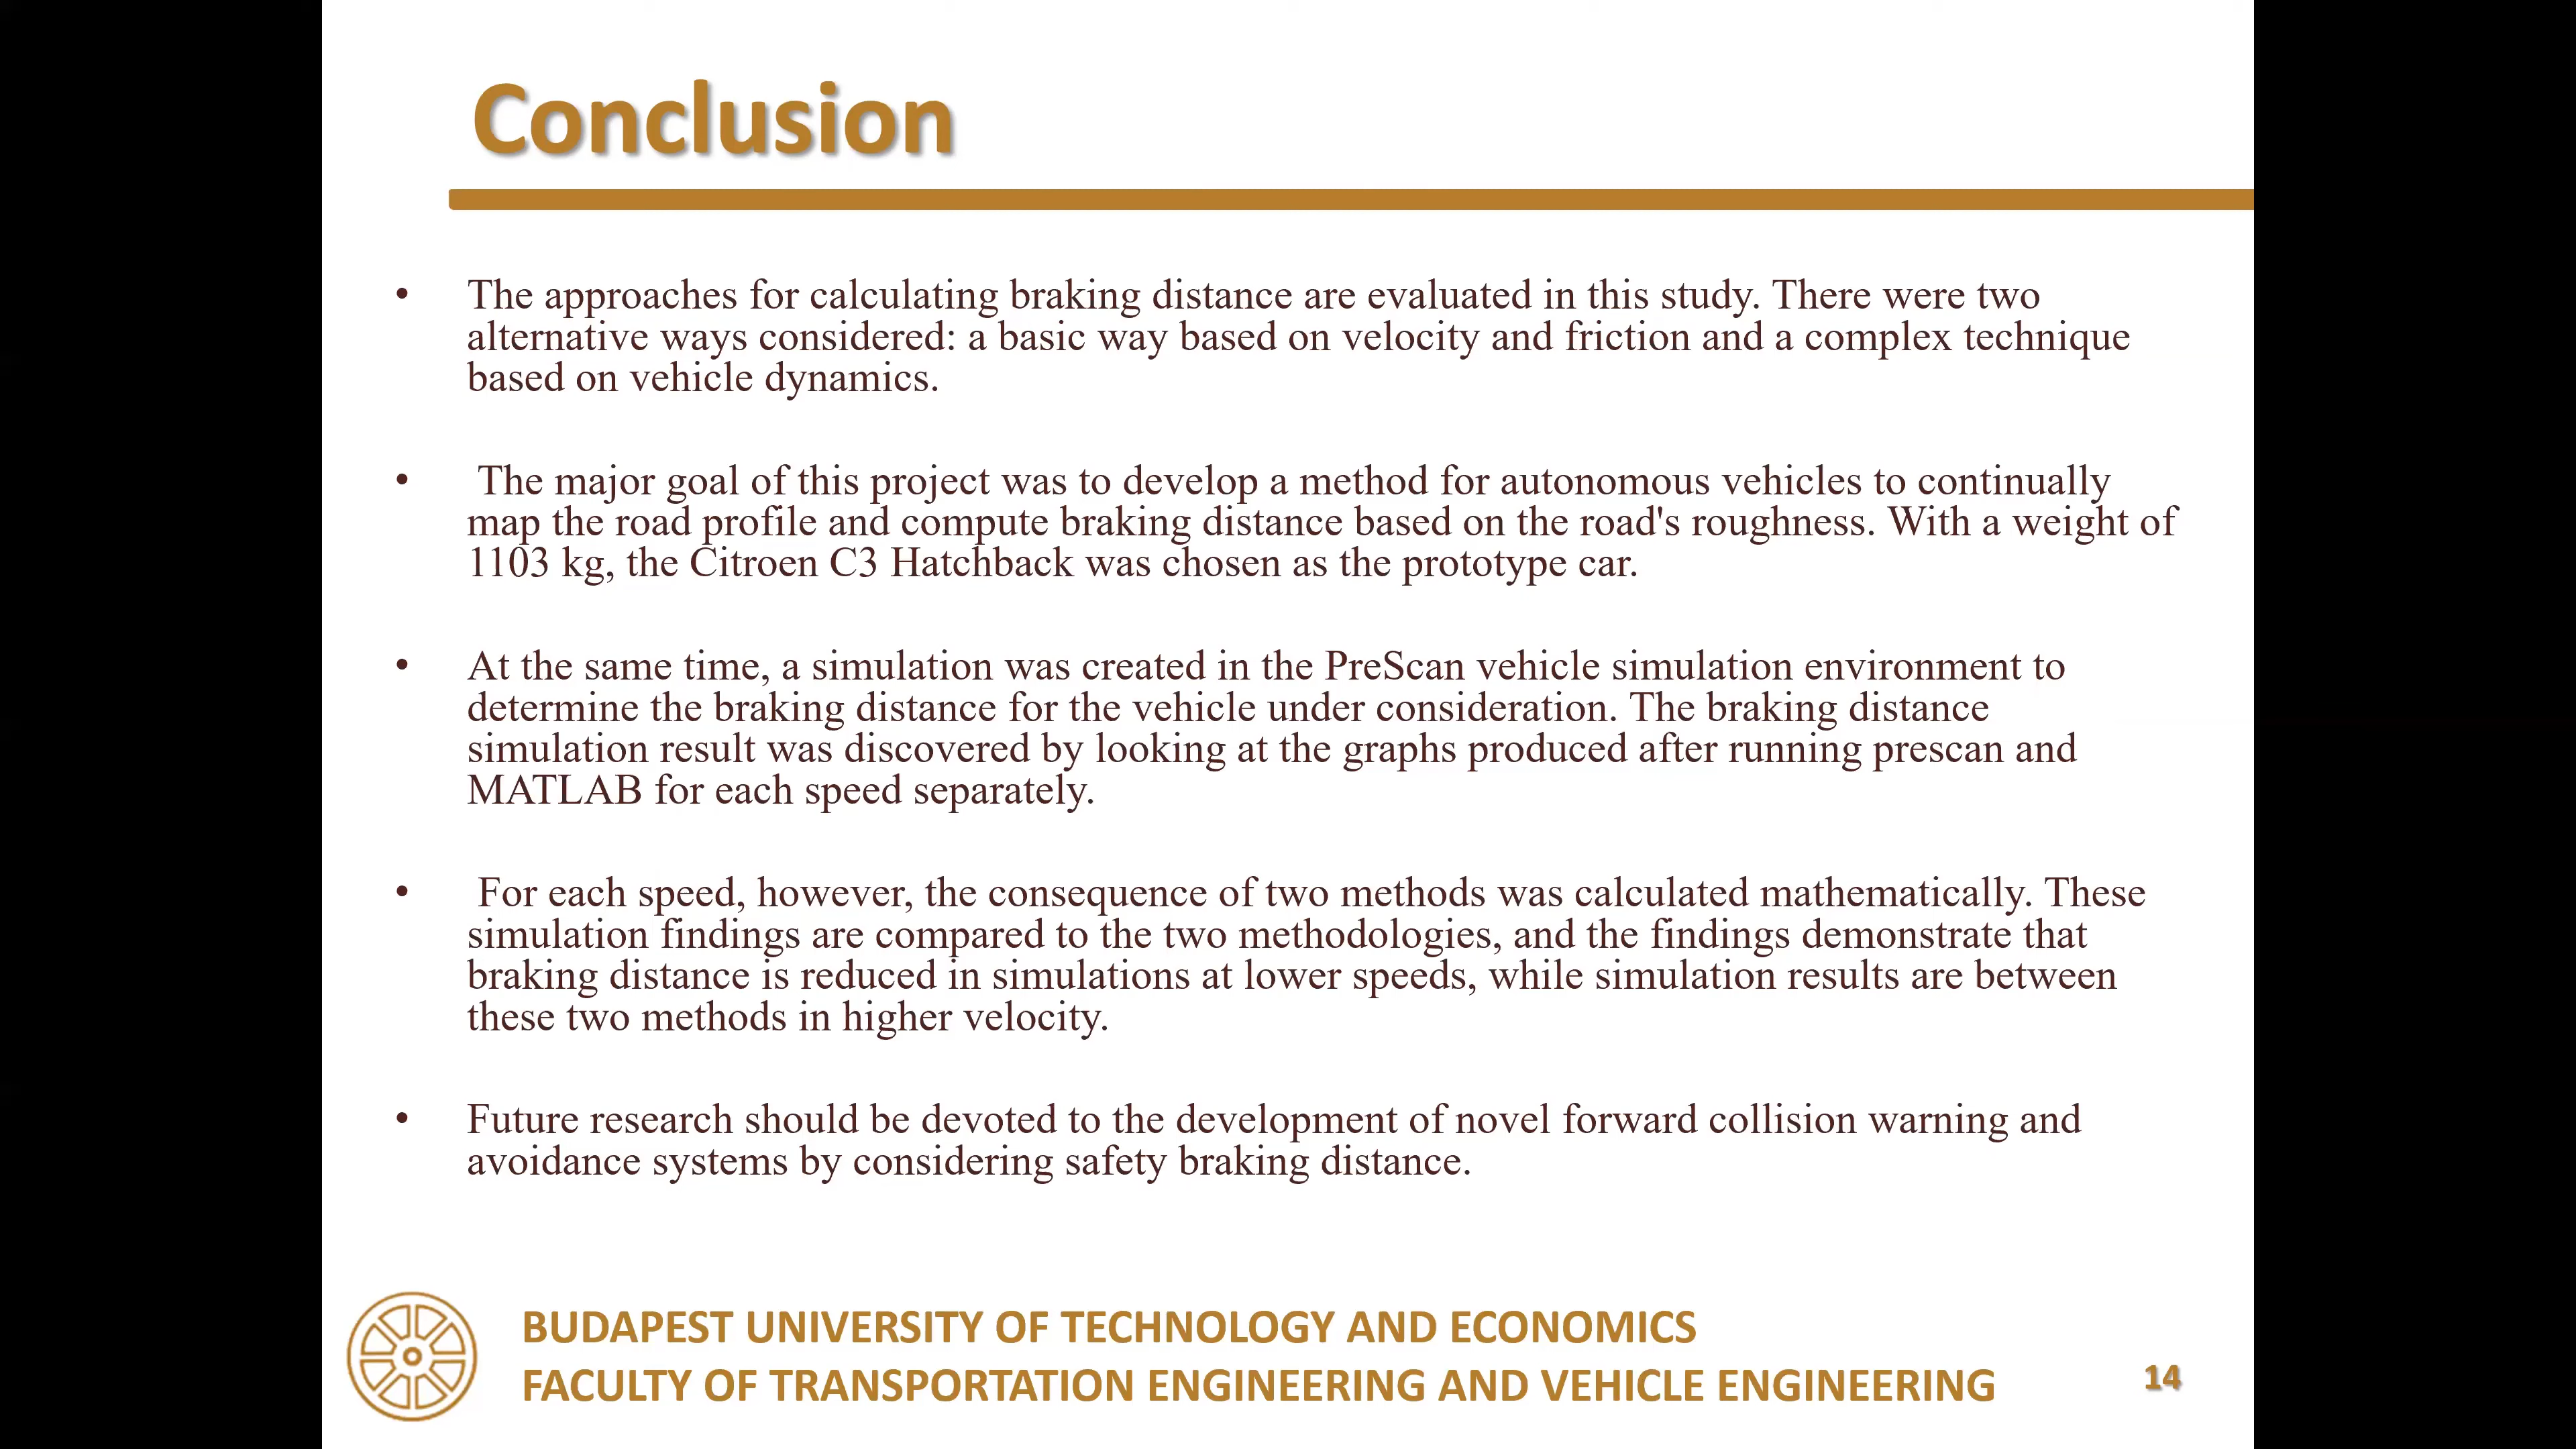 Conclusion
• The approaches for calculating braking distance are evaluated in this study. There were two
alternative ways considered: a basic way based on velocity and friction and a complex technique
based on vehicle dynamics.
• The major goal of this project was to develop a method for autonomous vehicles to continually
map the road profile and compute braking distance based on the road's roughness. With a weight of
1103 kg, the Citroen C3 Hatchback was chosen as the prototype car.
• At the same time, a simulation was created in the PreScan vehicle simulation environment to
determine the braking distance for the vehicle under consideration. The braking distance
simulation result was discovered by looking at the graphs produced after running prescan and
MATLAB for each speed separately.
• For each speed, however, the consequence of two methods was calculated mathematically. These
simulation findings are compared to the two methodologies, and the findings demonstrate that
braking distance is reduced in simulations at lower speeds, while simulation results are between
these two methods in higher velocity.
• Future research should be devoted to the development of novel forward collision warning and
avoidance systems by considering safety braking distance.
BUDAPEST UNIVERSITY OF TECHNOLOGY AND ECONOMICS
FACULTY OF TRANSPORTATION ENGINEERING AND VEHICLE ENGINEERING
14